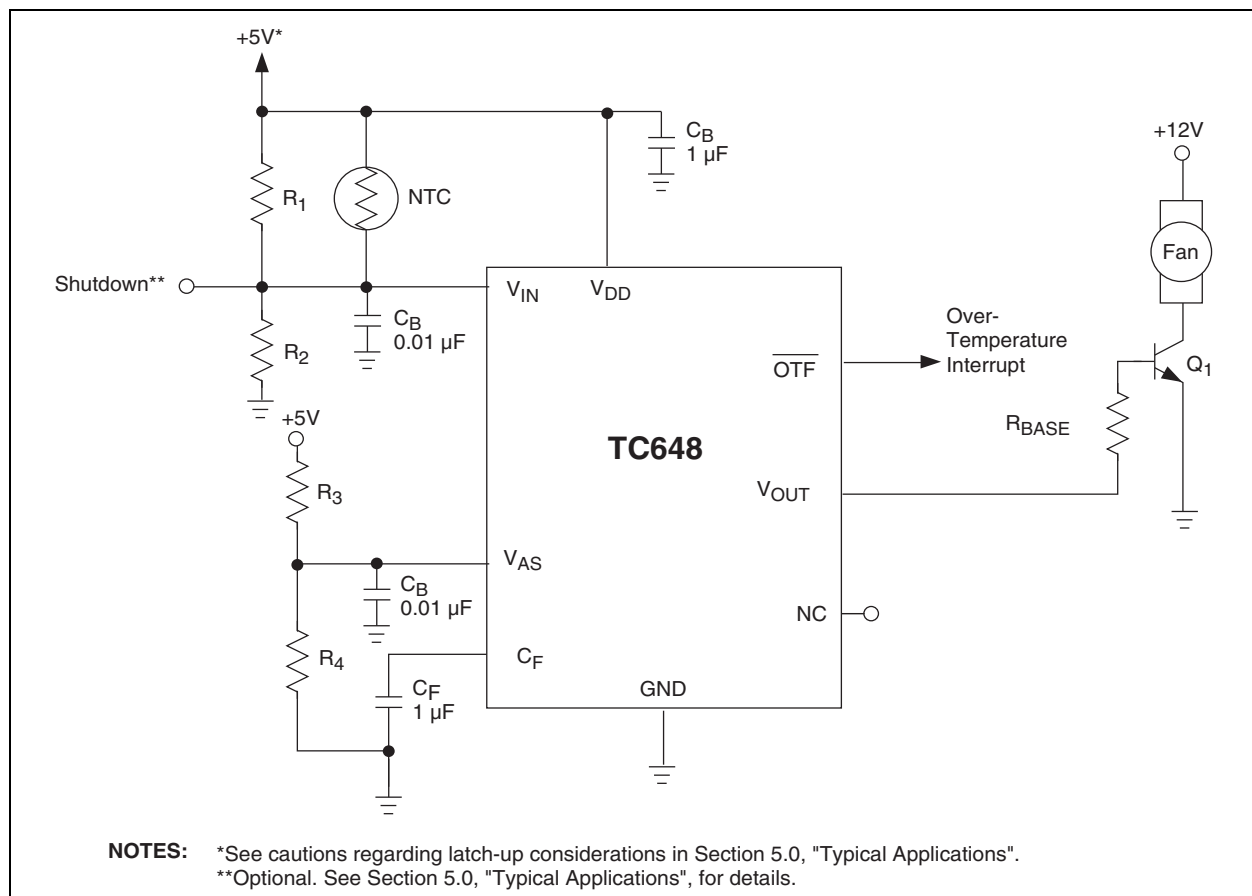 +5V*
C_B
1 µF
+12V
R_1
NTC
Fan
Shutdown**
V_IN
V_DD
C_B
0.01 µF
R_2
Over-
Temperature
Interrupt
OTF
Q_1
+5V
R_BASE
TC648
R_3
V_OUT
V_AS
C_B
0.01 µF
NC
R_4
C_F
GND
C_F
1 µF
NOTES: *See cautions regarding latch-up considerations in Section 5.0, "Typical Applications".
**Optional. See Section 5.0, "Typical Applications", for details.